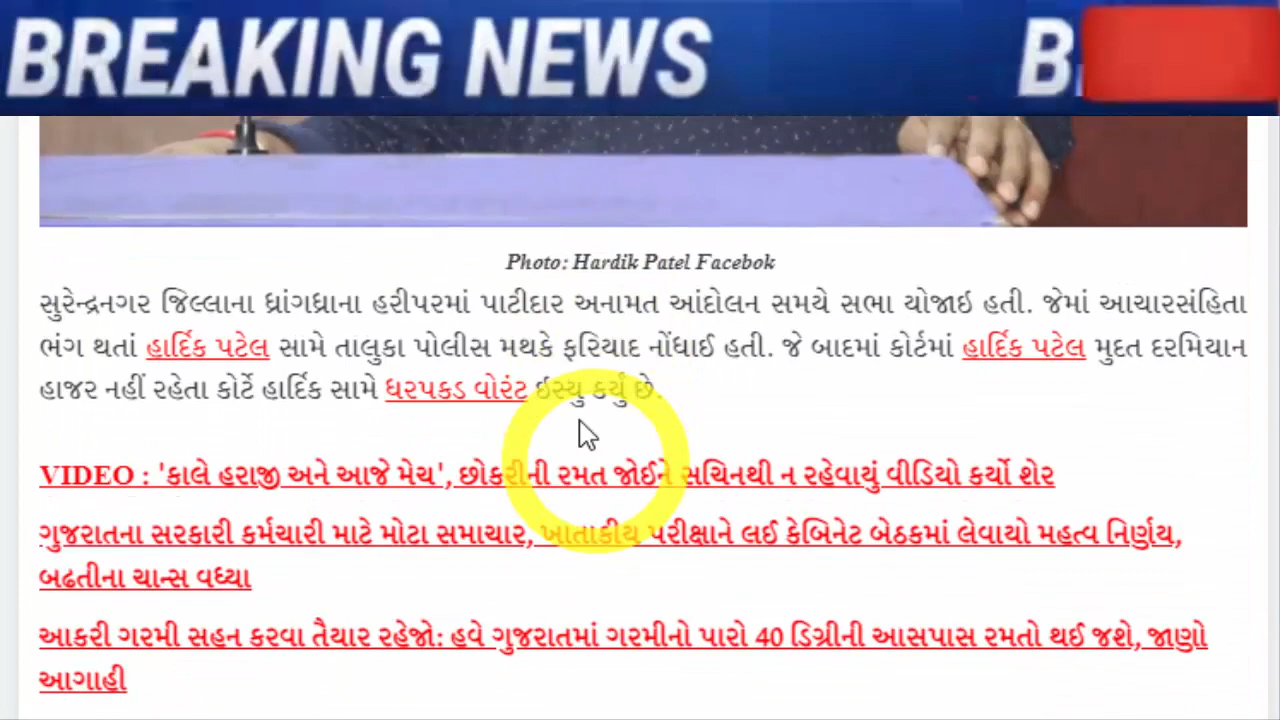 BREAKING NEWS
B
Photo: Hardik Patel Facebok
સુરેન્દ્રનગર જિલ્લાના ધ્રાંગધ્રાના હરીપરમાં પાટીદાર અનામત આંદોલન સમયે સભા યોજાઇ હતી. જેમાં આચારસંહિતા
ભંગ થતાં હાર્દિક પટેલ સામે તાલુકા પોલીસ મથકે ફરિયાદ નોંધાઈ હતી. જે બાદમાં કોર્ટમાં હાર્દિક પટેલ મુદત દરમિયાન
હાજર નહીં રહેતા કોર્ટે હાર્દિક સામે ધરપકડ વોરંટ ઈસ્યુ કર્યું છે.
VIDEO : 'કાલે હરાજી અને આજે મેચ', છોકરીની રમત જોઈને સચિનથી ન રહેવાયું વીડિયો કર્યો શેર
ગુજરાતના સરકારી કર્મચારી માટે મોટા સમાચાર, ખાતાકીય પરીક્ષાને લઈ કેબિનેટ બેઠકમાં લેવાયો મહત્વ નિર્ણય,
બઢતીના ચાન્સ વધ્યા
આકરી ગરમી સહન કરવા તૈયાર રહેજો: હવે ગુજરાતમાં ગરમીનો પારો 40 ડિગ્રીની આસપાસ રમતો થઈ જશે, જાણો
આગાહી